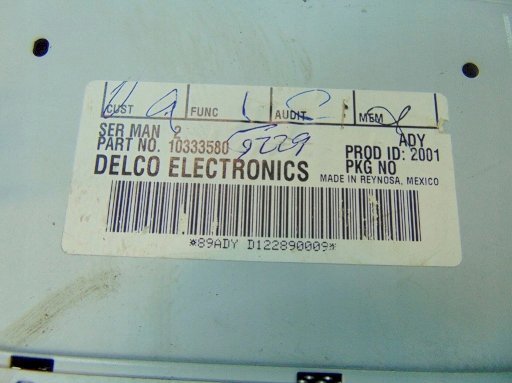 CUST FUNC AUDIT MEM
SER MAN 2 ADY
PART NO. 10333580 5229 PROD ID: 2001
DELCO ELECTRONICS PKG NO
MADE IN REYNOSA, MEXICO
*89ADY D122890009*